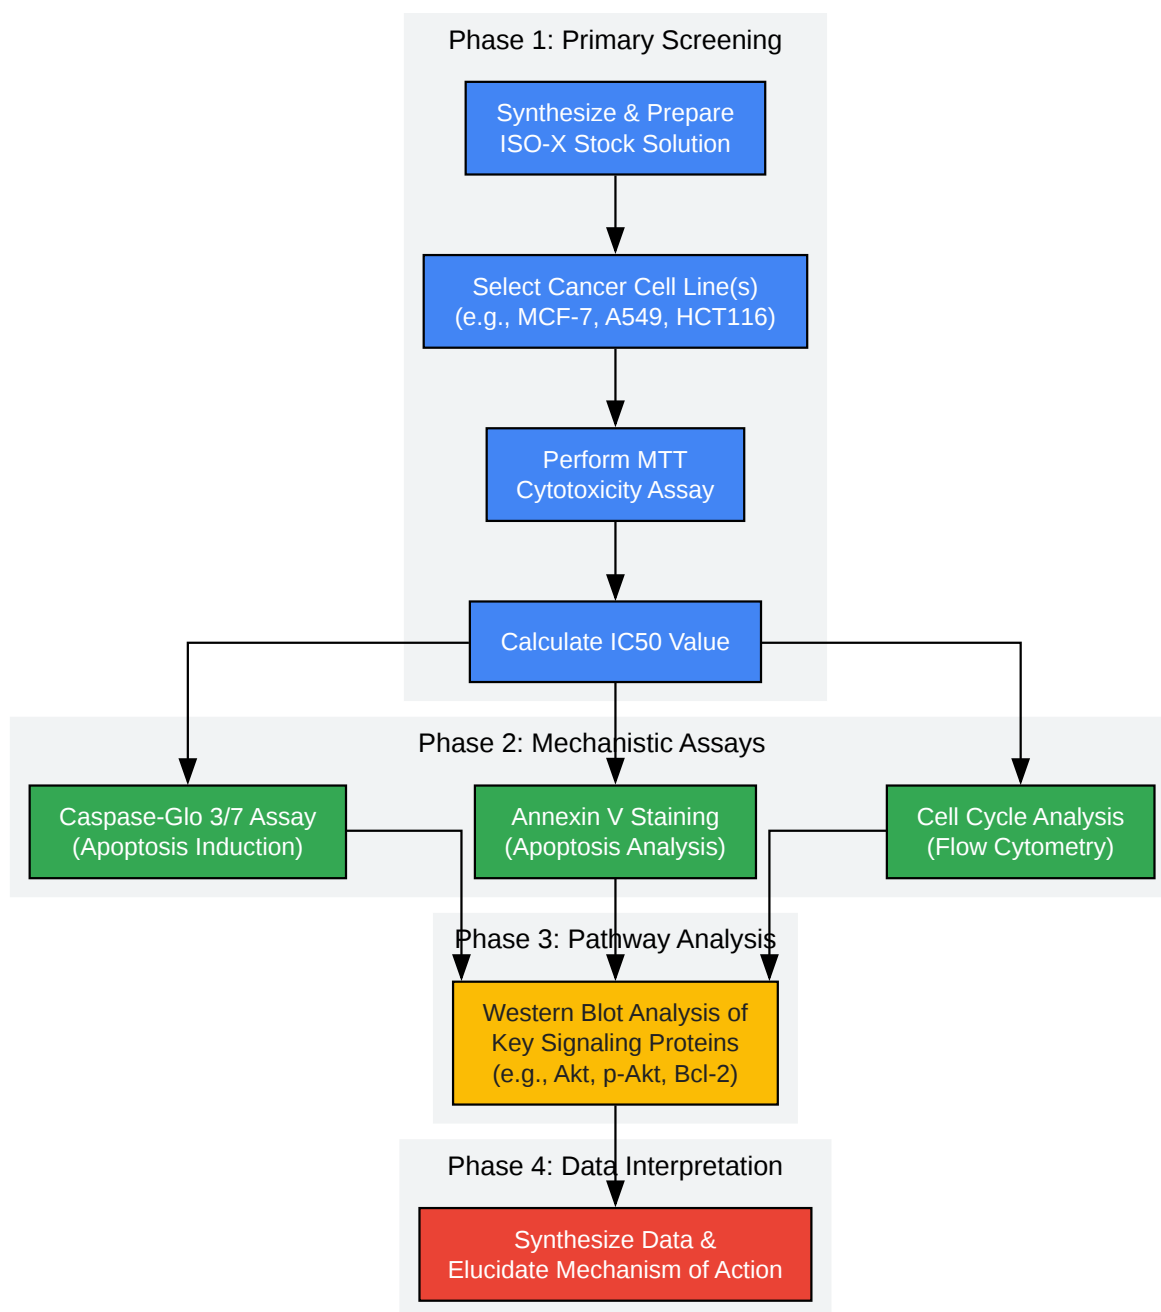 Phase 1: Primary Screening
Synthesize & Prepare
ISO-X Stock Solution
Select Cancer Cell Line(s)
(e.g., MCF-7, A549, HCT116)
Perform MTT
Cytotoxicity Assay
Calculate IC50 Value
Phase 2: Mechanistic Assays
Caspase-Glo 3/7 Assay
(Apoptosis Induction)
Annexin V Staining
(Apoptosis Analysis)
Cell Cycle Analysis
(Flow Cytometry)
Phase 3: Pathway Analysis
Western Blot Analysis of
Key Signaling Proteins
(e.g., Akt, p-Akt, Bcl-2)
Phase 4: Data Interpretation
Synthesize Data &
Elucidate Mechanism of Action